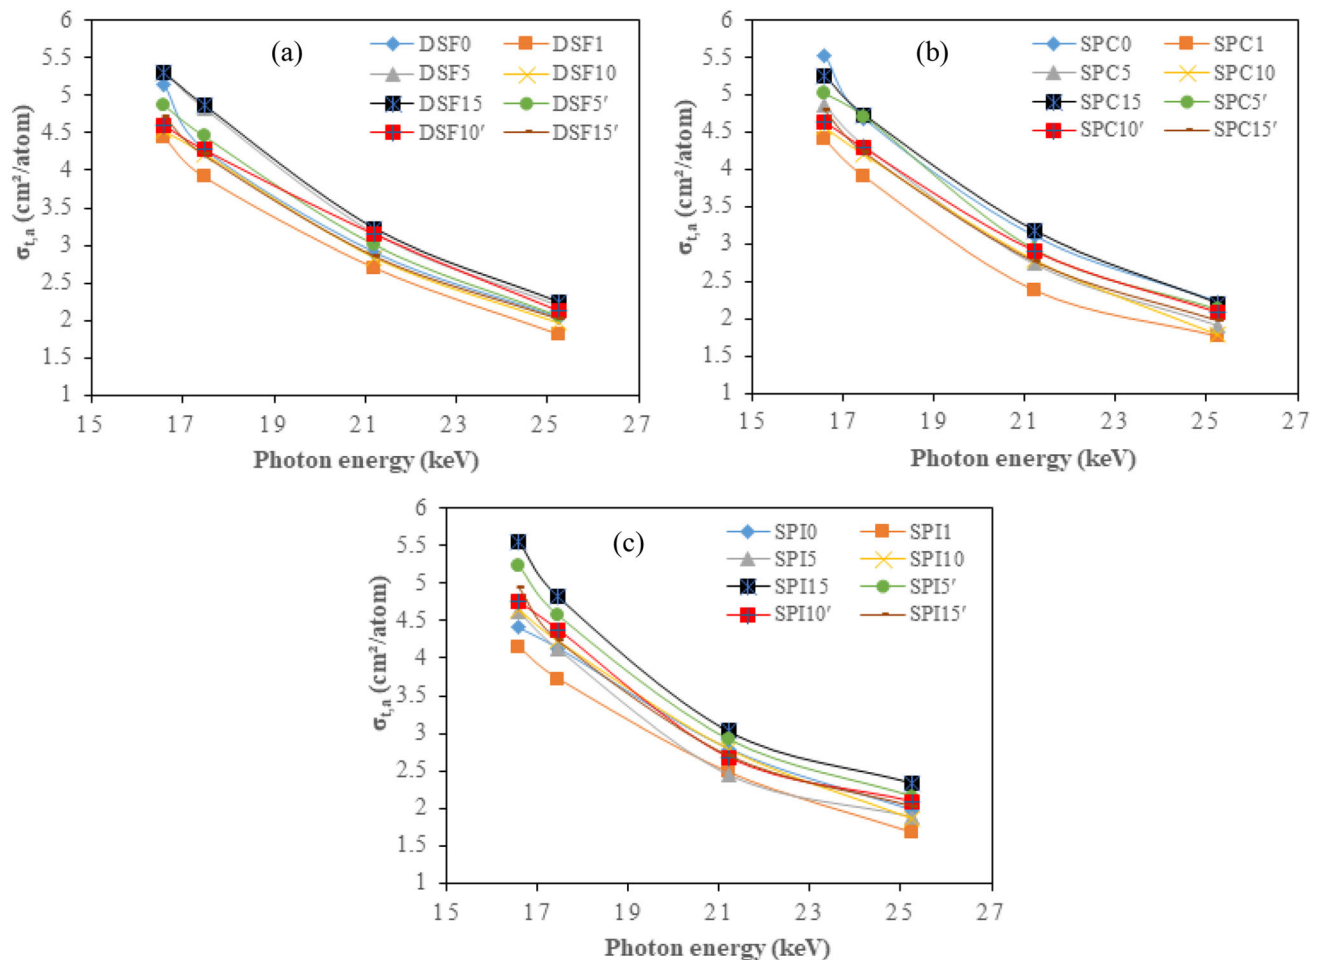 (a)
DSF0 DSF1
DSF5 DSF10
DSF15 DSF5′
DSF10′ DSF15′
6
5.5
5
4.5
4
3.5
3
2.5
2
1.5
1
σt,a (cm²/atom)
15 17 19 21 23 25 27
Photon energy (keV)
(b)
SPC0 SPC1
SPC5 SPC10
SPC15 SPC5′
SPC10′ SPC15′
6
5.5
5
4.5
4
3.5
3
2.5
2
1.5
1
σt,a (cm²/atom)
15 17 19 21 23 25 27
Photon energy (keV)
(c)
SPI0 SPI1
SPI5 SPI10
SPI15 SPI5′
SPI10′ SPI15′
6
5.5
5
4.5
4
3.5
3
2.5
2
1.5
1
σt,a (cm²/atom)
15 17 19 21 23 25 27
Photon energy (keV)